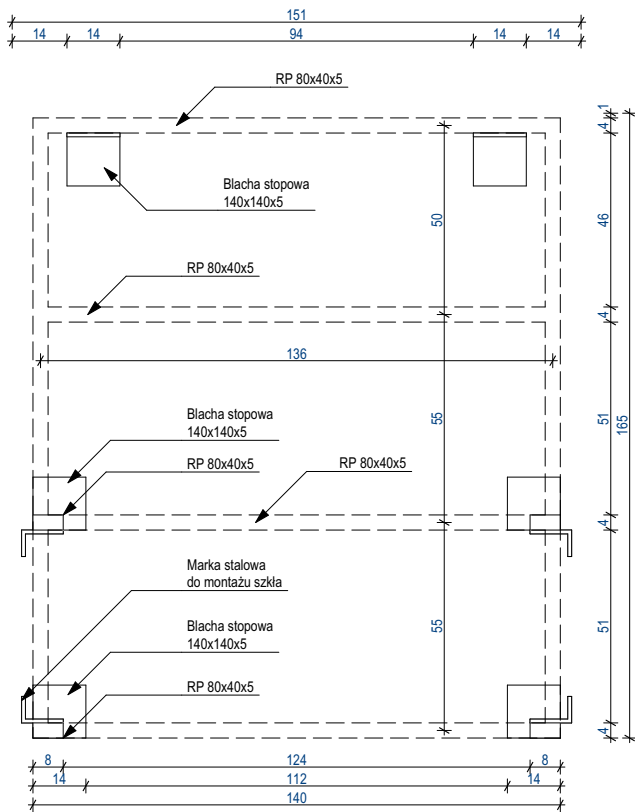 151
14 14 94 14 14
RP 80x40x5
1
4
Blacha stopowa
140x140x5
50
46
RP 80x40x5
4
136
Blacha stopowa
140x140x5
55
51
165
RP 80x40x5
RP 80x40x5
4
Marka stalowa
do montażu szkła
Blacha stopowa
140x140x5
55
51
RP 80x40x5
4
8 124 8
14 112 14
140